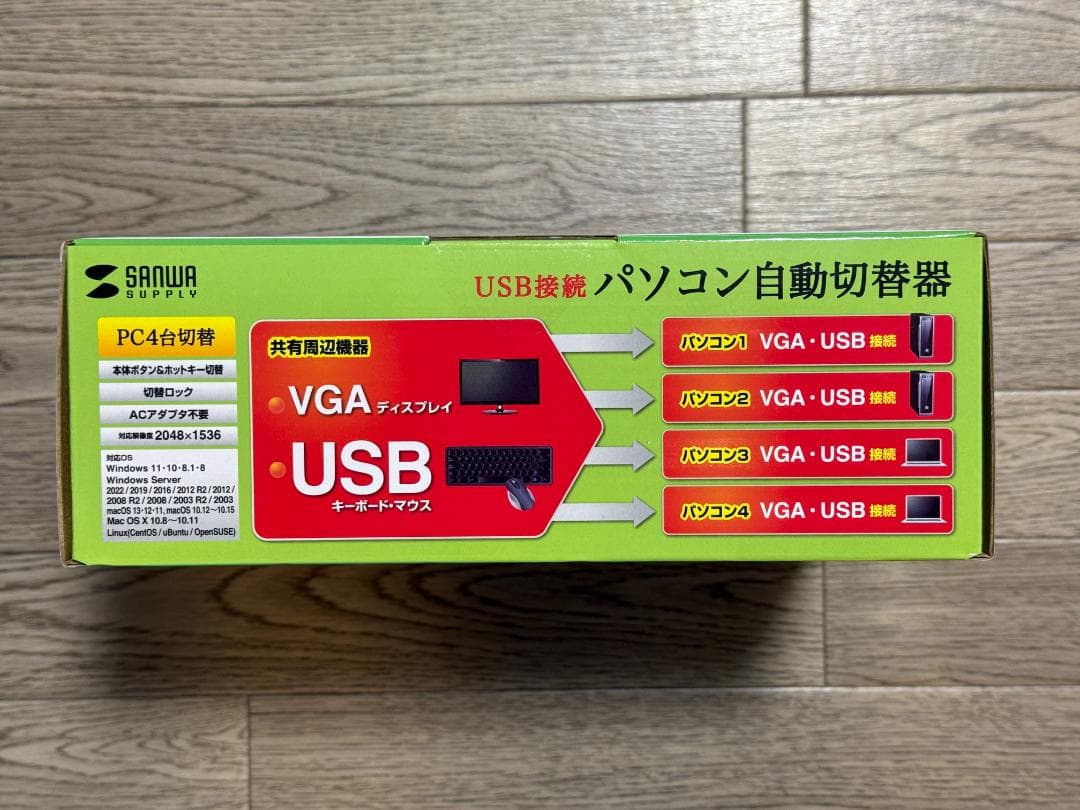 SANWA
SUPPLY
USB接続 パソコン自動切替器
PC4台切替
本体ボタン&ホットキー切替
切替ロック
ACアダプタ不要
対応解像度 2048×1536
対応OS
Windows 11・10・8.1・8
Windows Server
2022 / 2019 / 2016 / 2012 R2 / 2012 /
2008 R2 / 2008 / 2003 R2 / 2003
macOS 13・12・11, macOS 10.12〜10.15
Mac OS X 10.8〜10.11
Linux(CentOS / uBuntu / OpenSUSE)
共有周辺機器
VGA ディスプレイ
USB
キーボード・マウス
パソコン1 VGA・USB 接続
パソコン2 VGA・USB 接続
パソコン3 VGA・USB 接続
パソコン4 VGA・USB 接続